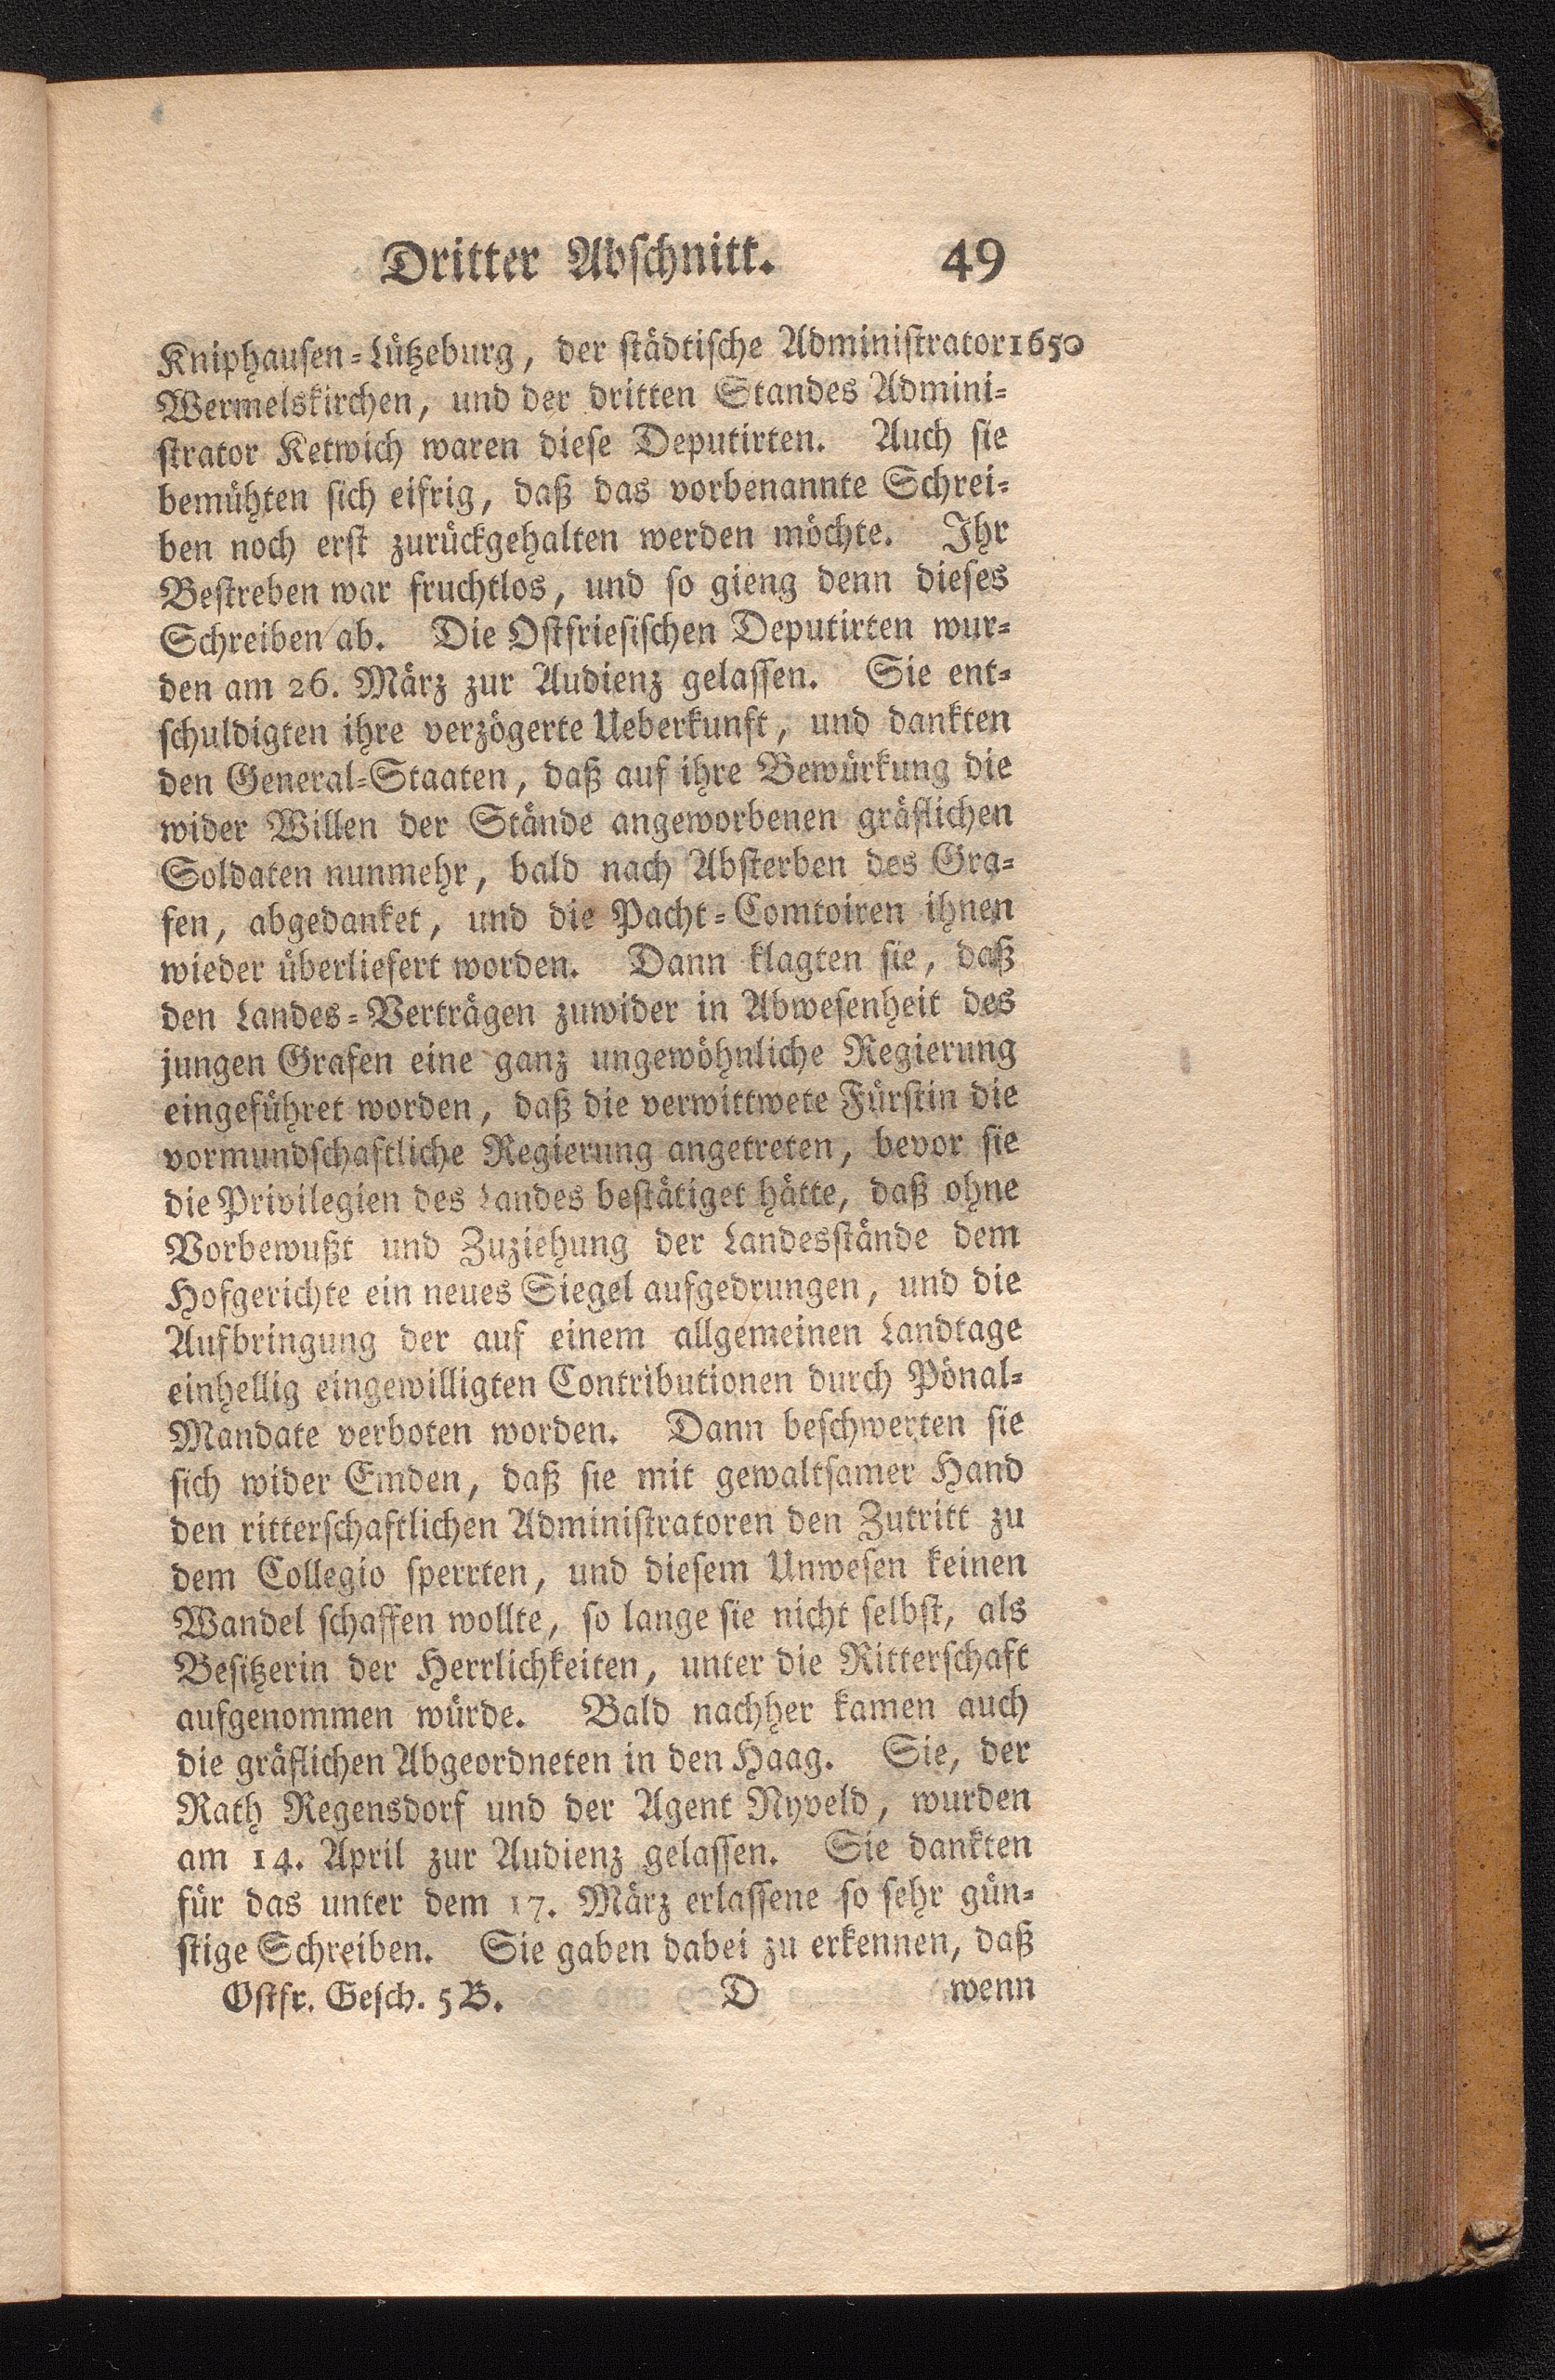 Dritter Abschnitt. 49
Kniphausen-Lützeburg, der städtische Administrator 1650
Wermelskirchen, und der dritten Standes Admini-
strator Ketwich waren diese Deputirten. Auch sie
bemühten sich eifrig, daß das vorbenannte Schrei-
ben noch erst zurückgehalten werden möchte. Ihr
Bestreben war fruchtlos, und so gieng denn dieses
Schreiben ab. Die Ostfriesischen Deputirten wur-
den am 26. März zur Audienz gelassen. Sie ent-
schuldigten ihre verzögerte Ueberkunft, und dankten
den General-Staaten, daß auf ihre Bewürkung die
wider Willen der Stände angeworbenen gräflichen
Soldaten nunmehr, bald nach Absterben des Gra-
fen, abgedanket, und die Pacht-Comtoiren ihnen
wieder überliefert worden. Dann klagten sie, daß
den Landes-Verträgen zuwider in Abwesenheit des
jungen Grafen eine ganz ungewöhnliche Regierung
eingeführet worden, daß die verwittwete Fürstin die
vormundschaftliche Regierung angetreten, bevor sie
die Privilegien des Landes bestätiget hätte, daß ohne
Vorbewußt und Zuziehung der Landesstände dem
Hofgerichte ein neues Siegel aufgedrungen, und die
Aufbringung der auf einem allgemeinen Landtage
einhellig eingewilligten Contributionen durch Pönal-
Mandate verboten worden. Dann beschwerten sie
sich wider Emden, daß sie mit gewaltsamer Hand
den ritterschaftlichen Administratoren den Zutritt zu
dem Collegio sperrten, und diesem Unwesen keinen
Wandel schaffen wollte, so lange sie nicht selbst, als
Besitzerin der Herrlichkeiten, unter die Ritterschaft
aufgenommen würde. Bald nachher kamen auch
die gräflichen Abgeordneten in den Haag. Sie, der
Rath Regensdorf und der Agent Nyveld, wurden
am 14. April zur Audienz gelassen. Sie dankten
für das unter dem 17. März erlassene so sehr gün-
stige Schreiben. Sie gaben dabei zu erkennen, daß
Ostfr. Gesch. 5 B. D wenn